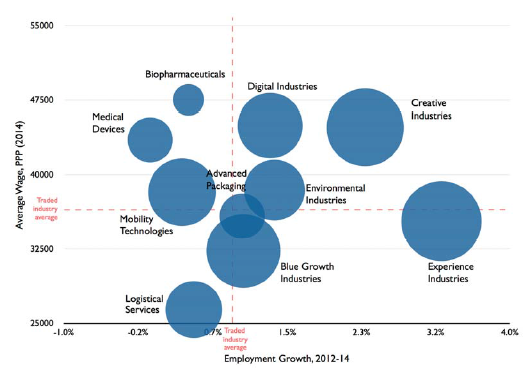 55000
47500
40000
32500
25000
Average Wage, PPP (2014)
Traded
industry
average
Biopharmaceuticals
Digital Industries
Creative
Industries
Medical
Devices
Advanced
Packaging
Environmental
Industries
Mobility
Technologies
Blue Growth
Industries
Experience
Industries
Logistical
Services
-1.0%
-0.2%
0.7%
1.5%
2.3%
3.2%
4.0%
Traded
industry
average
Employment Growth, 2012-14